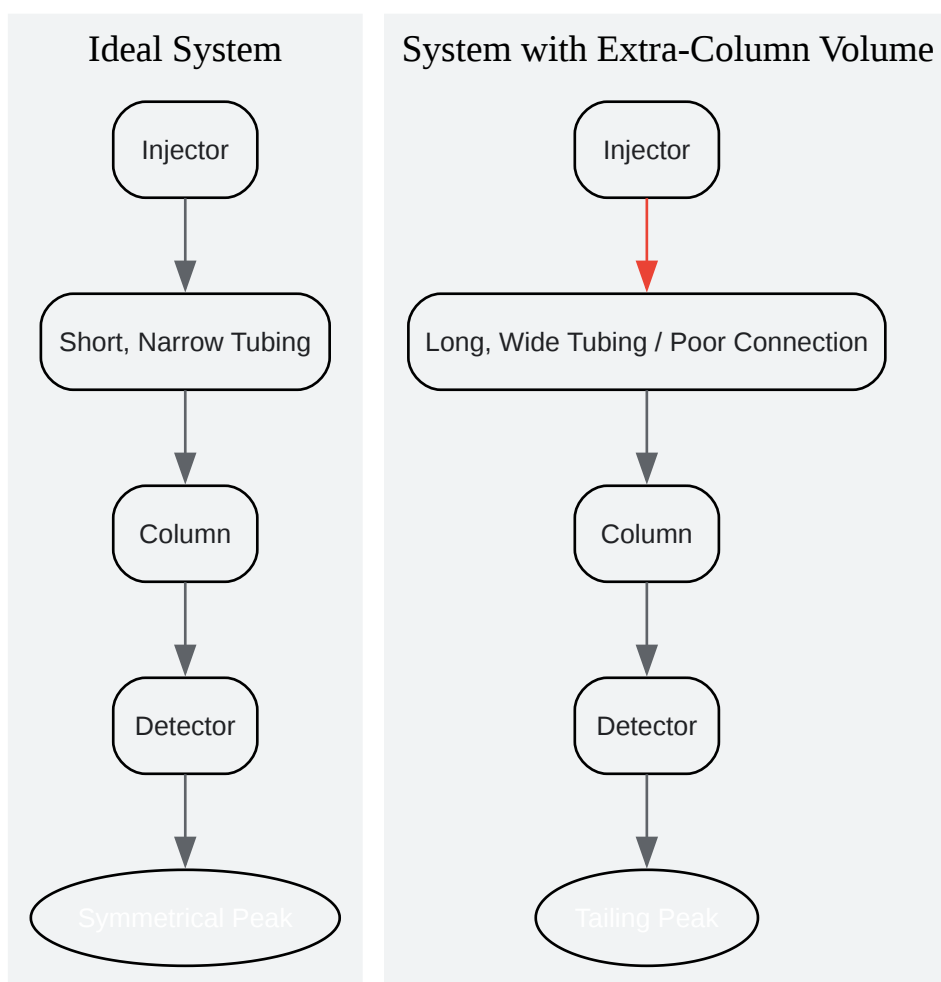 Ideal System
Injector
Short, Narrow Tubing
Column
Detector
Symmetrical Peak
System with Extra-Column Volume
Injector
Long, Wide Tubing / Poor Connection
Column
Detector
Tailing Peak